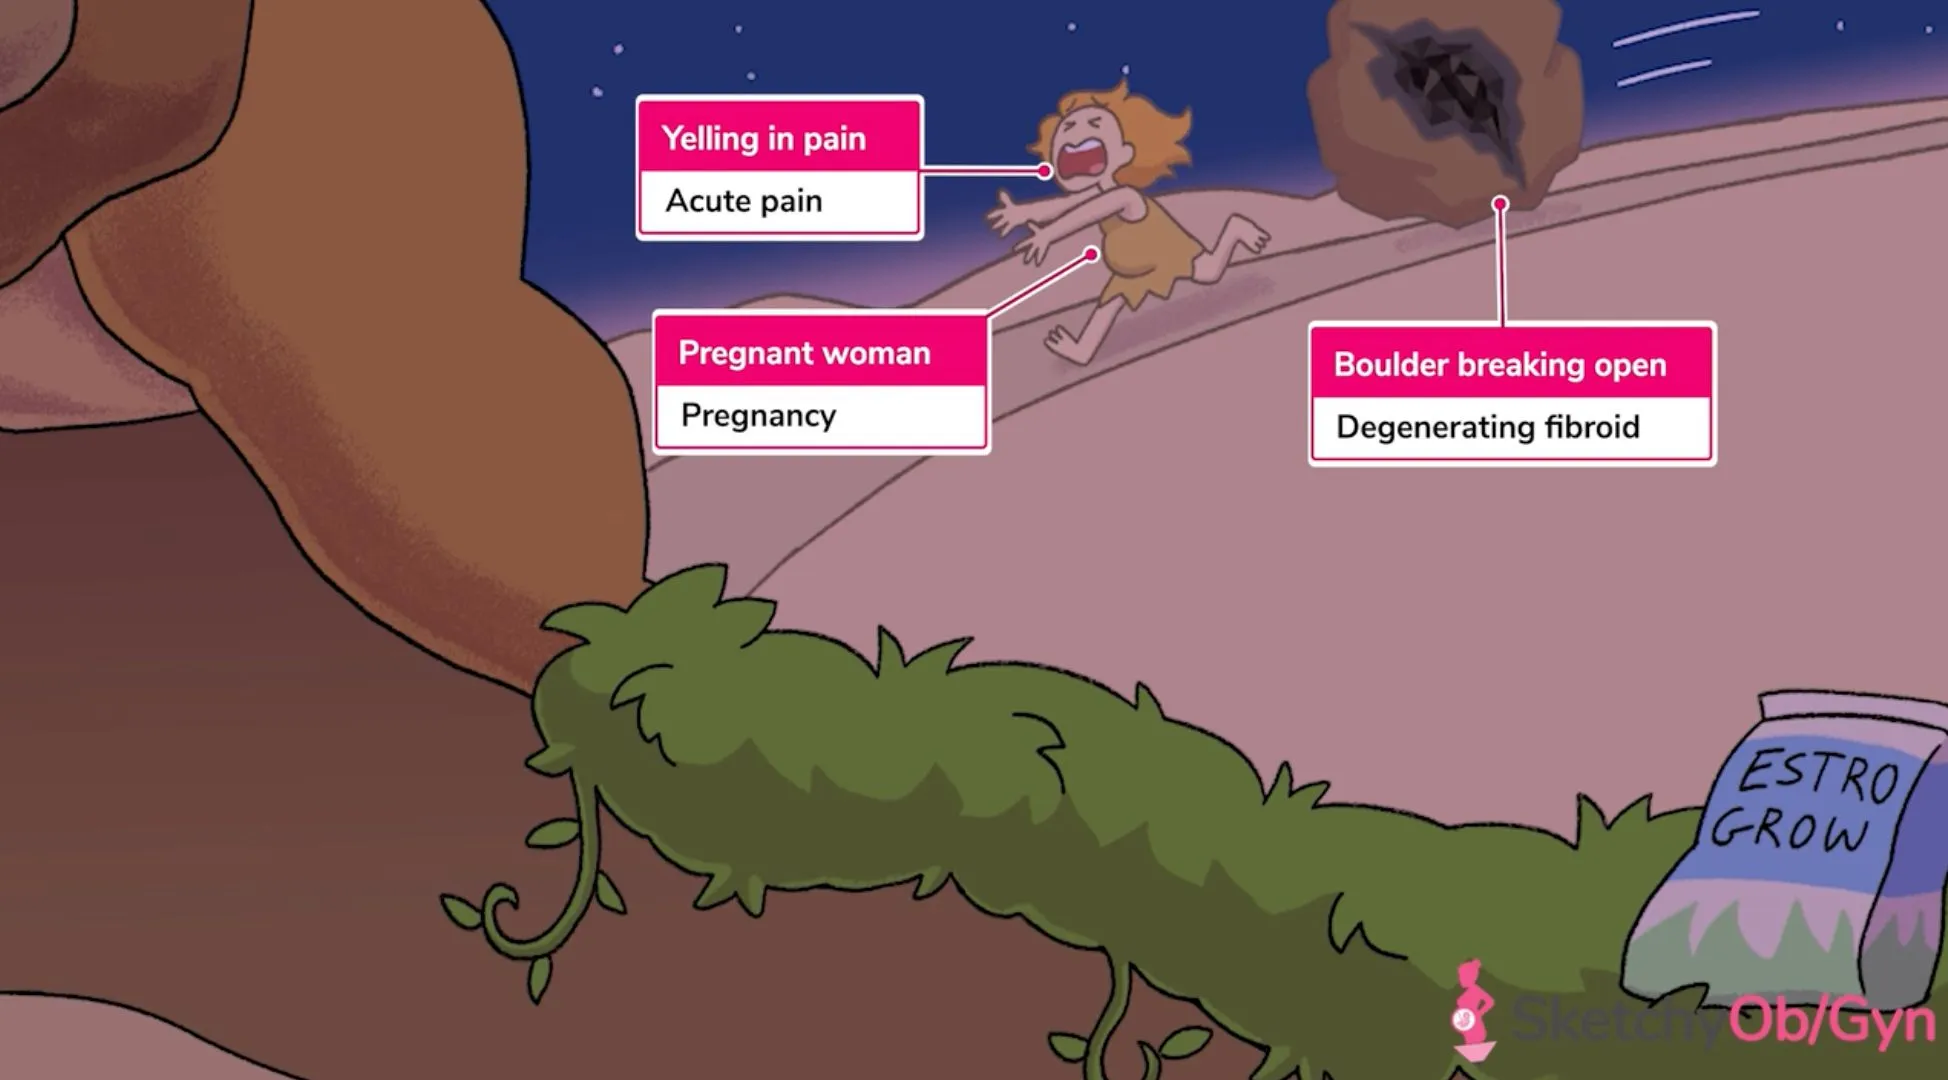 Yelling in pain
Acute pain
Pregnant woman
Pregnancy
Boulder breaking open
Degenerating fibroid
ESTRO
GROW
SketchyOb/Gyn